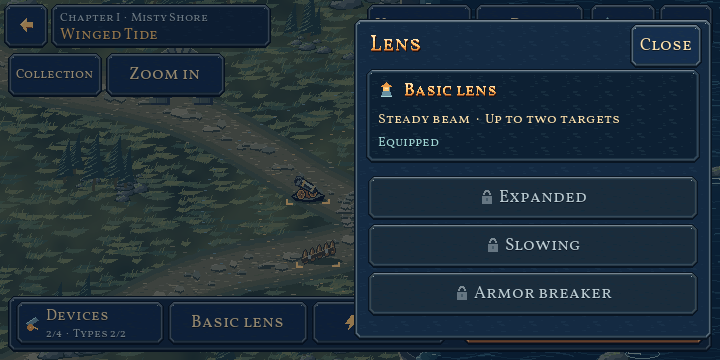 Chapter I · Misty Shore
Winged Tide
Collection
Zoom in
Lens
Close
Basic lens
Steady beam · Up to two targets
Equipped
Expanded
Slowing
Armor breaker
Devices
2/4 · Types 2/2
Basic lens